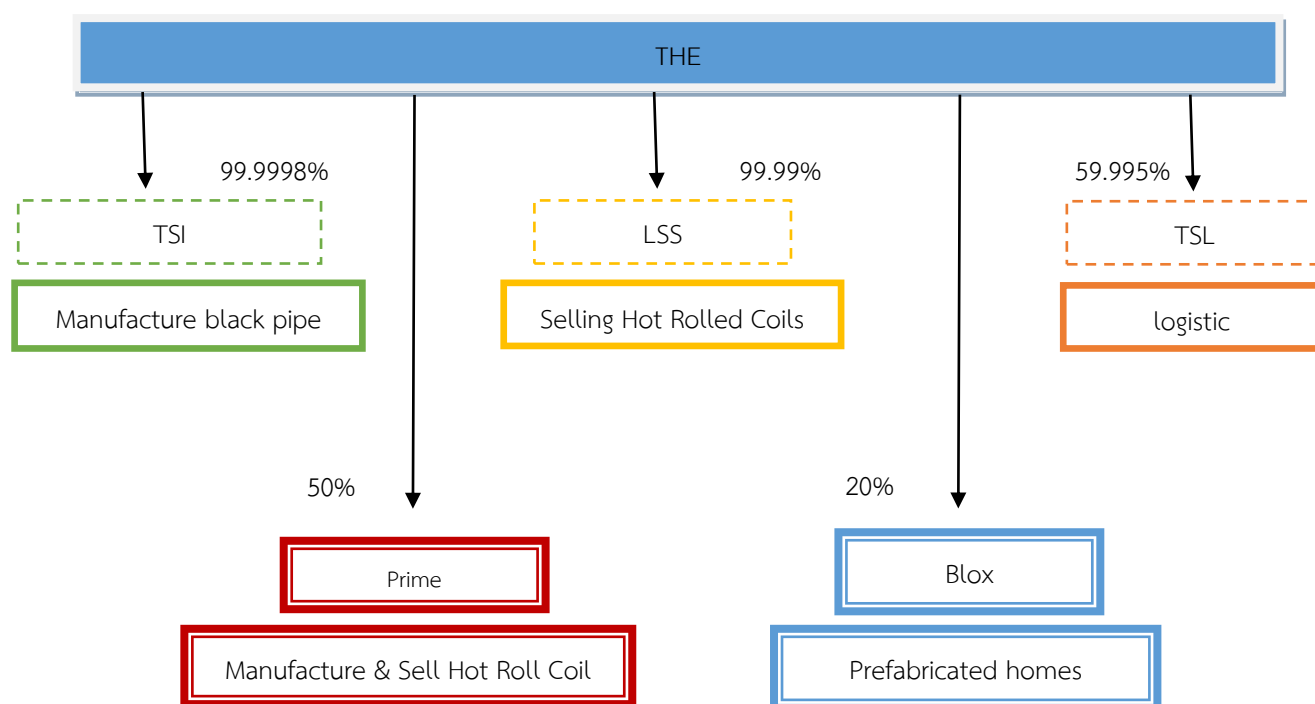 THE
99.9998%
99.99%
59.995%
TSI
LSS
TSL
Manufacture black pipe
Selling Hot Rolled Coils
logistic
50%
20%
Prime
Blox
Manufacture & Sell Hot Roll Coil
Prefabricated homes